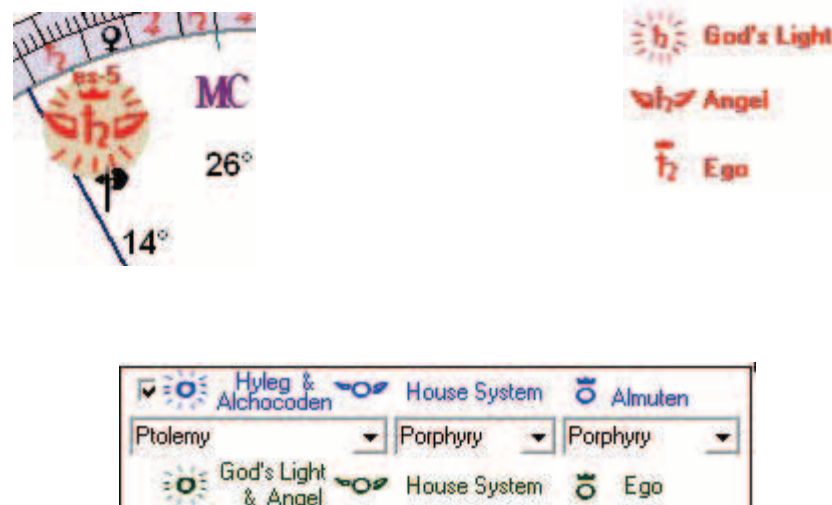 es-5
MC
26°
14°
God's Light
Angel
Ego
Hyleg & Alchocoden
House System
Almuten
Ptolemy
Porphyry
Porphyry
God's Light & Angel
House System
Ego